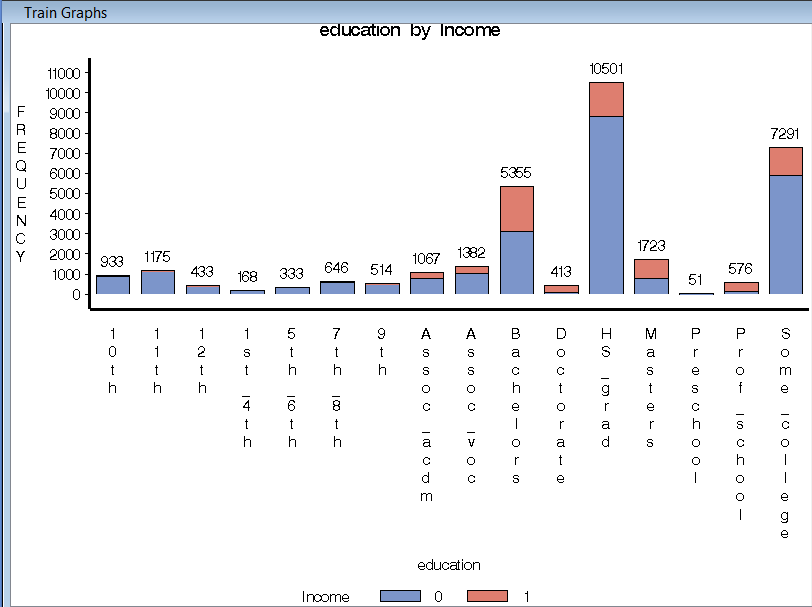 Train Graphs
education by Income
FREQUENCY
11000
10000
9000
8000
7000
6000
5000
4000
3000
2000
1000
0
933
1175
433
168
333
646
514
1067
1382
5355
413
10501
1723
51
576
7291
10th
11th
12th
1st_4th
5th_6th
7th_8th
9th
Assoc_acdm
Assoc_voc
Bachelors
Doctorate
HS_grad
Masters
Preschool
Prof_school
Some_college
education
Income 0 1